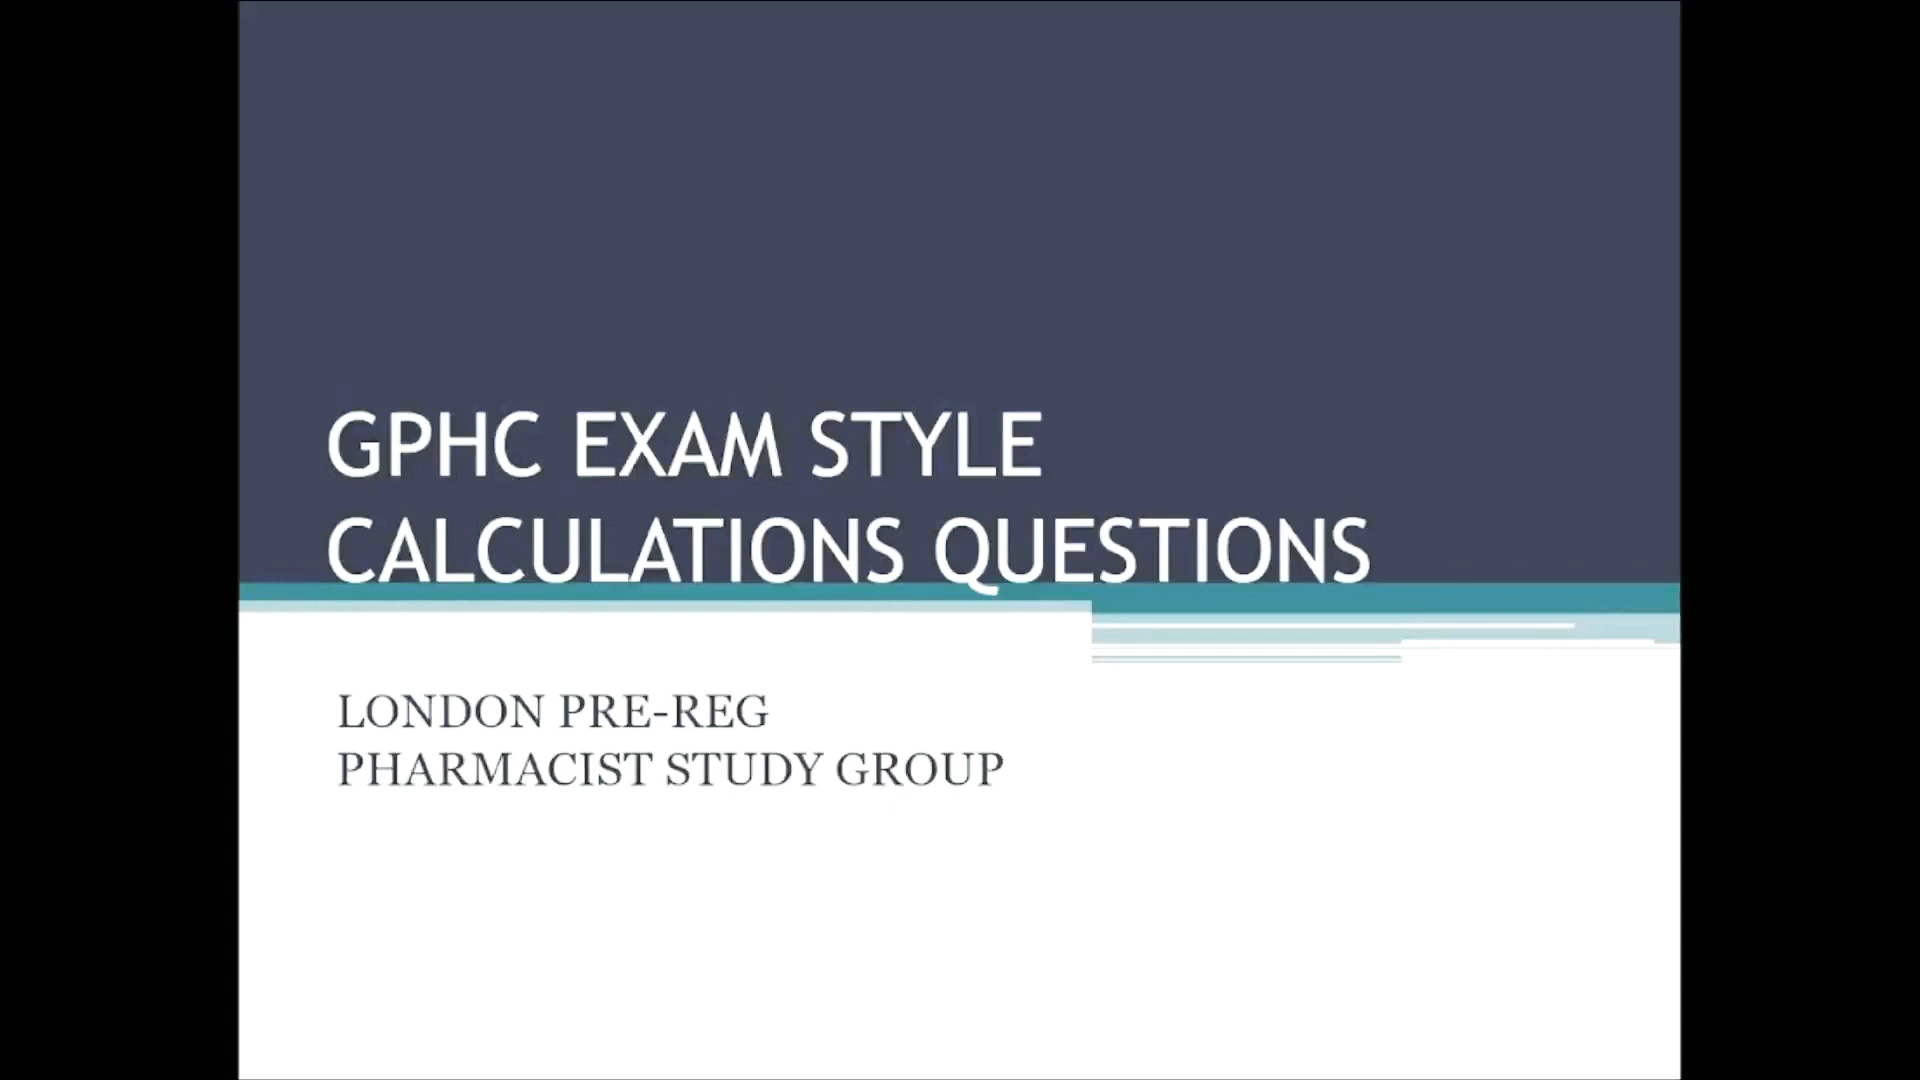 GPHC EXAM STYLE
CALCULATIONS QUESTIONS
LONDON PRE-REG
PHARMACIST STUDY GROUP